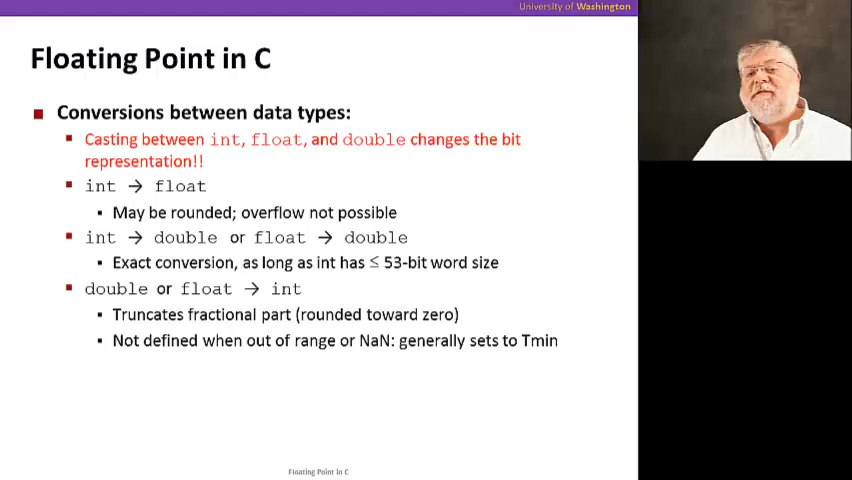 University of Washington
Floating Point in C
■ Conversions between data types:
▪ Casting between int, float, and double changes the bit
representation!!
▪ int → float
▪ May be rounded; overflow not possible
▪ int → double or float → double
▪ Exact conversion, as long as int has ≤ 53-bit word size
▪ double or float → int
▪ Truncates fractional part (rounded toward zero)
▪ Not defined when out of range or NaN: generally sets to Tmin
Floating Point in C